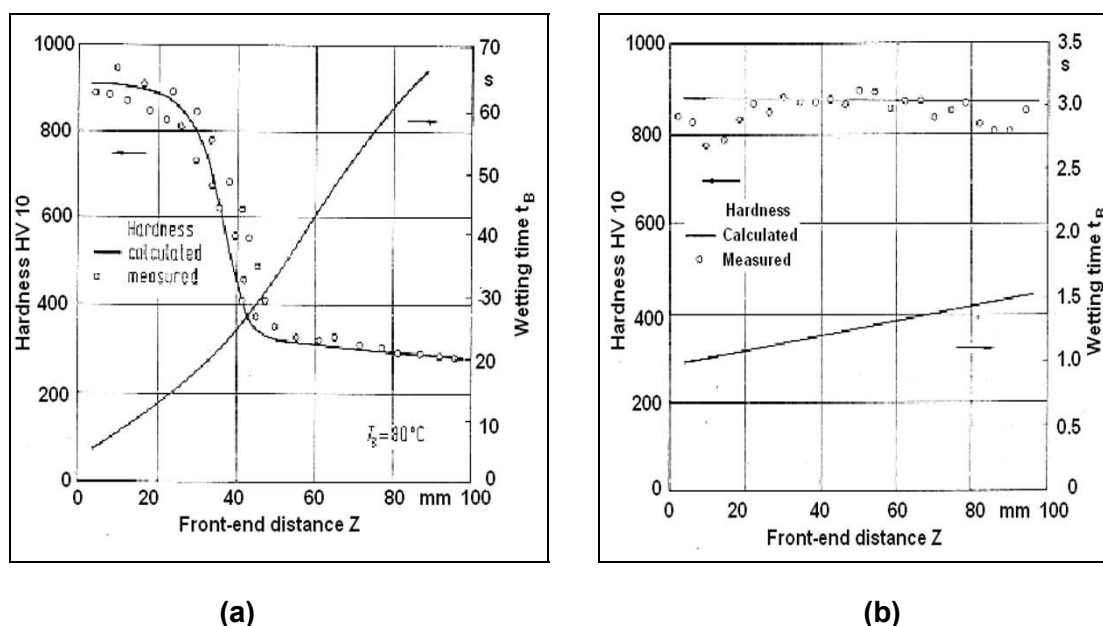 1000
800
600
400
200
0
Hardness HV 10
70
s
60
50
40
30
20
10
0
Wetting time t_B
Hardness
calculated
measured
T_B=80°C
0 20 40 60 80 mm 100
Front-end distance Z
(a)
1000
800
600
400
200
0
Hardness HV 10
3.5
s
3.0
2.5
2.0
1.5
1.0
0.5
0
Wetting time t_B
Hardness
Calculated
Measured
0 20 40 60 80 mm 100
Front-end distance Z
(b)